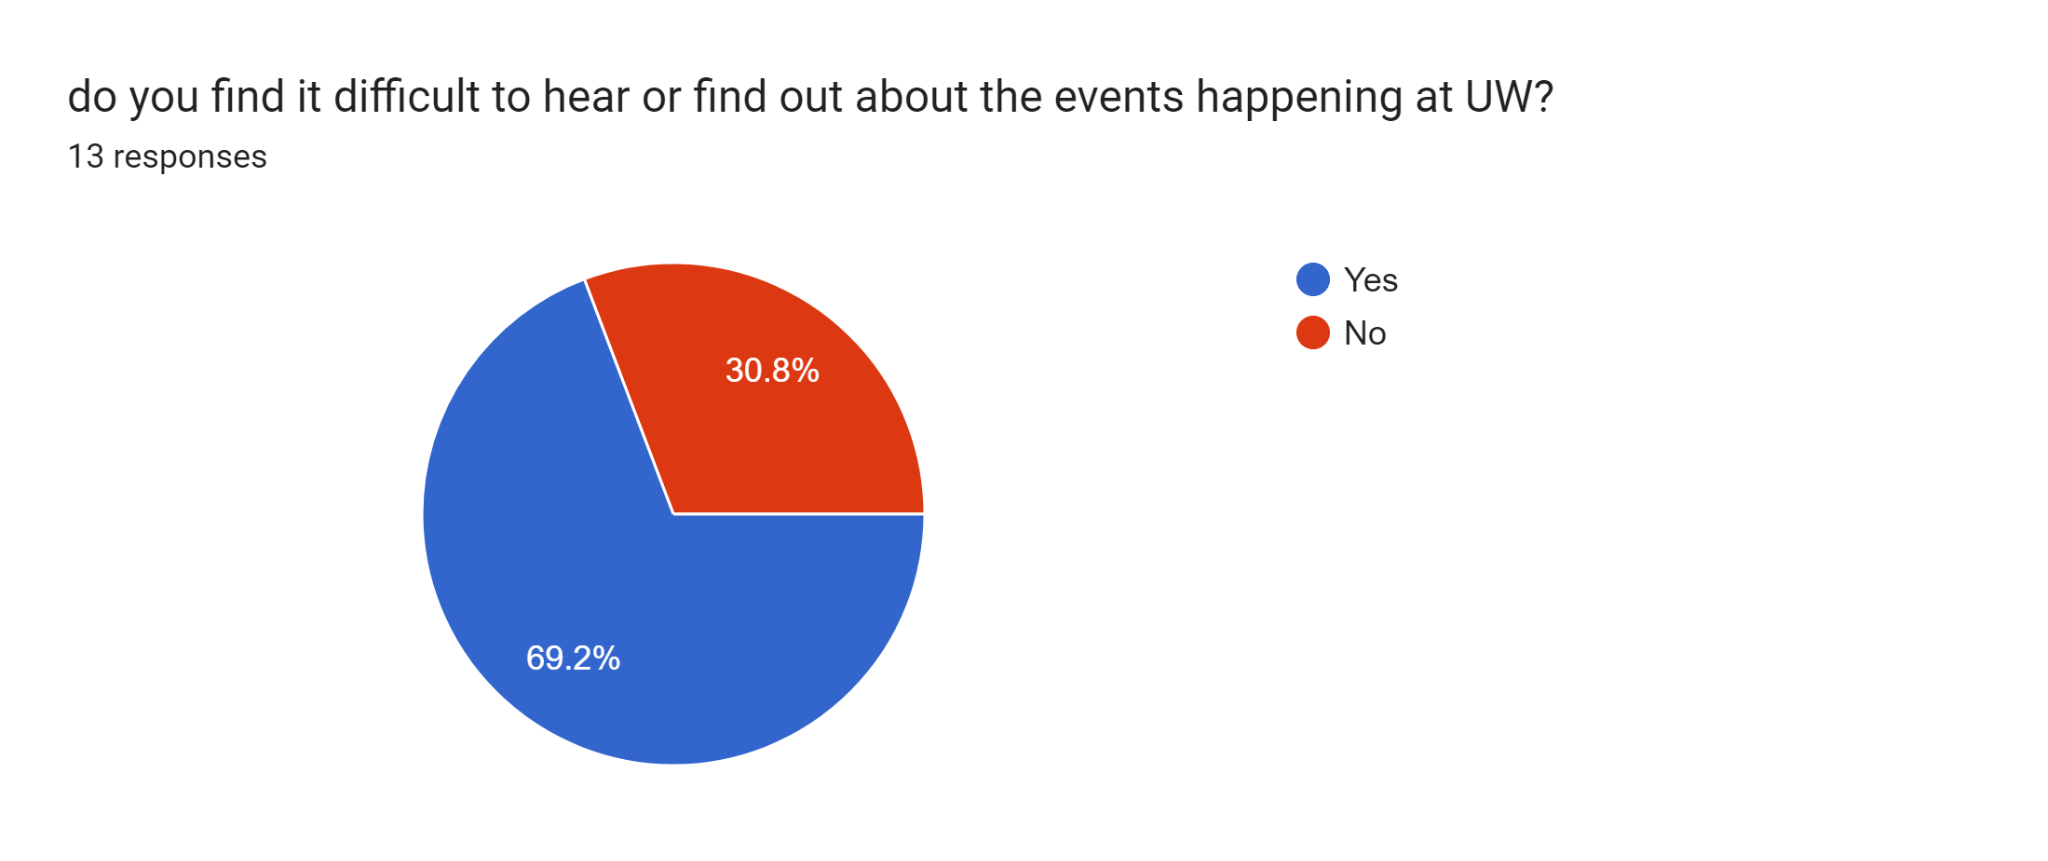 do you find it difficult to hear or find out about the events happening at UW?
13 responses
Yes
No
30.8%
69.2%